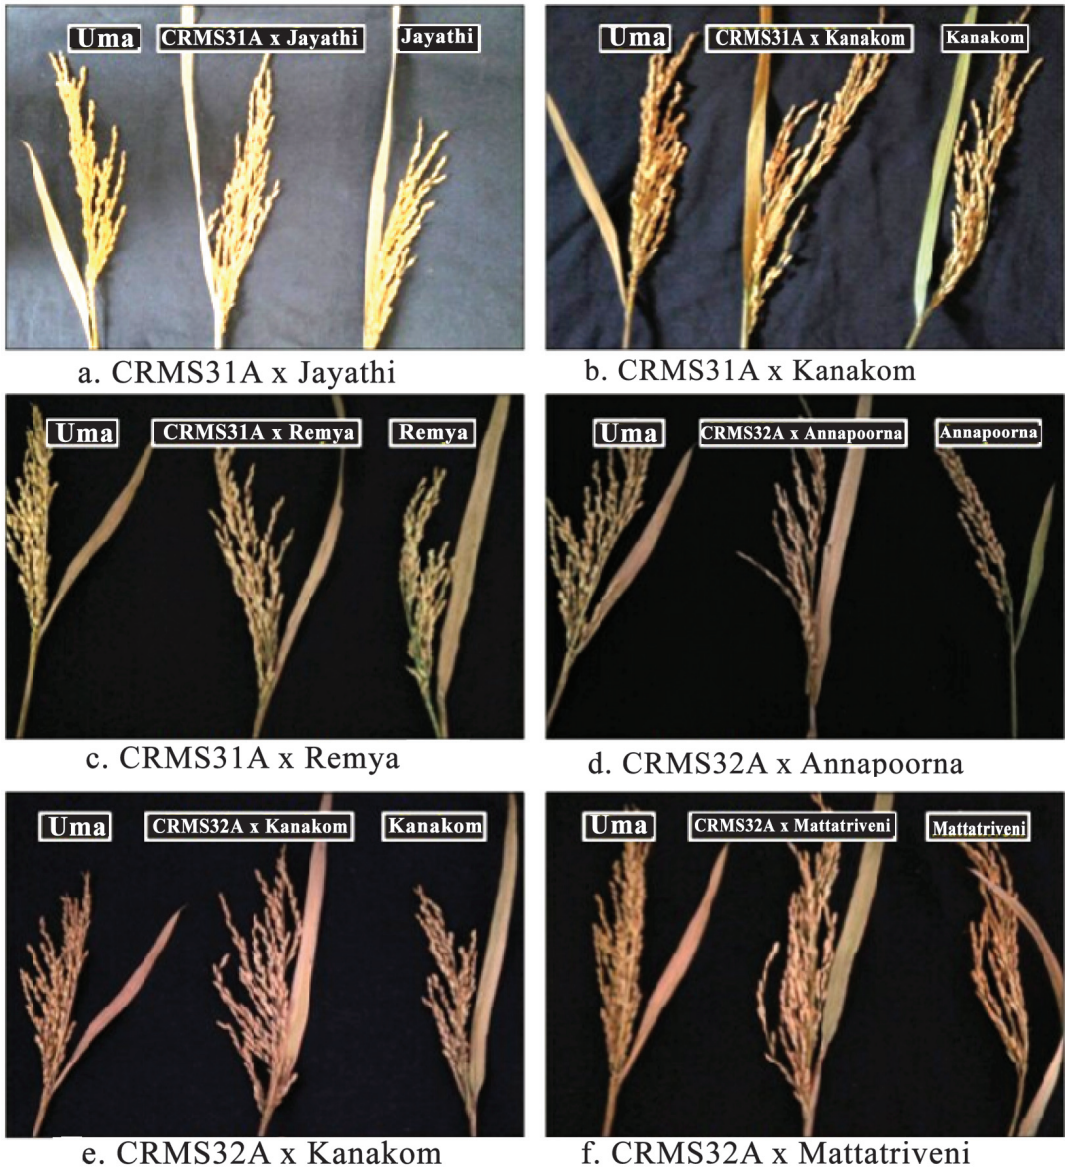 Uma
CRMS31A x Jayathi
Jayathi
a. CRMS31A x Jayathi
Uma
CRMS31A x Kanakom
Kanakom
b. CRMS31A x Kanakom
Uma
CRMS31A x Remya
Remya
c. CRMS31A x Remya
Uma
CRMS32A x Annapoorna
Annapoorna
d. CRMS32A x Annapoorna
Uma
CRMS32A x Kanakom
Kanakom
e. CRMS32A x Kanakom
Uma
CRMS32A x Mattatriveni
Mattatriveni
f. CRMS32A x Mattatriveni